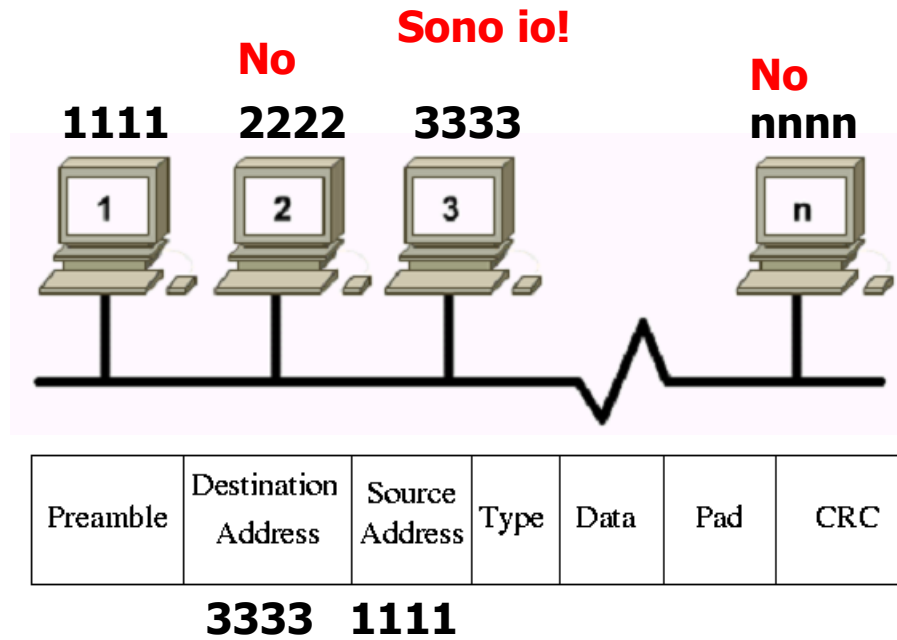 Sono io!
No
No
1111 2222 3333 nnnn
1 2 3 n
Preamble
Destination
Address
Source
Address
Type
Data
Pad
CRC
3333 1111